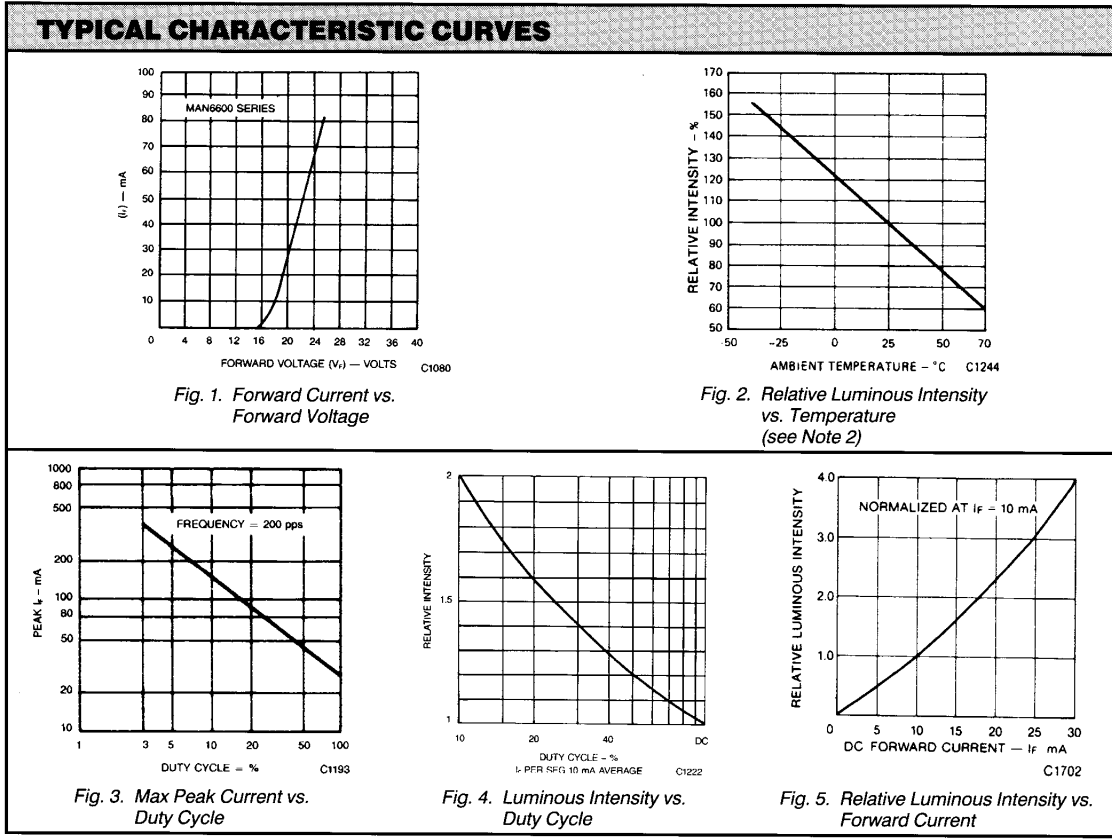 TYPICAL CHARACTERISTIC CURVES
100
90
80
70
60
50
40
30
20
10
MAN6600 SERIES
(IF) — mA
0 4 8 12 16 20 24 28 32 36 40
FORWARD VOLTAGE (VF) — VOLTS C1080
Fig. 1. Forward Current vs.
Forward Voltage
170
160
150
140
130
120
110
100
90
80
70
60
50
RELATIVE INTENSITY – %
-50 -25 0 25 50 70
AMBIENT TEMPERATURE – °C C1244
Fig. 2. Relative Luminous Intensity
vs. Temperature
(see Note 2)
1000
800
500
200
100
80
50
20
10
PEAK IF – mA
FREQUENCY = 200 pps
1 3 5 10 20 50 100
DUTY CYCLE = % C1193
Fig. 3. Max Peak Current vs.
Duty Cycle
2
1.5
1
RELATIVE INTENSITY
10 20 40 DC
DUTY CYCLE – %
IF PER SEG 10 mA AVERAGE C1222
Fig. 4. Luminous Intensity vs.
Duty Cycle
4.0
3.0
2.0
1.0
RELATIVE LUMINOUS INTENSITY
NORMALIZED AT IF = 10 mA
0 5 10 15 20 25 30
DC FORWARD CURRENT — IF mA
C1702
Fig. 5. Relative Luminous Intensity vs.
Forward Current